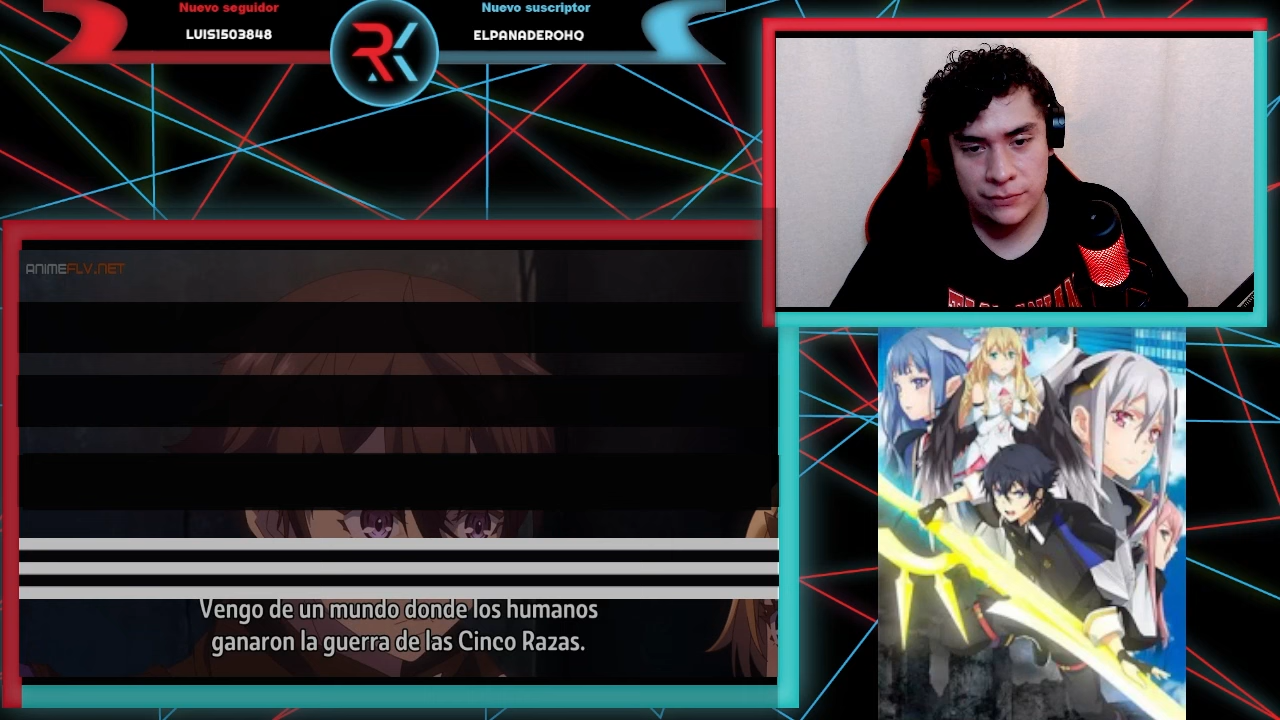 Nuevo seguidor
LUIS1503848
Nuevo suscriptor
ELPANADEROHQ
RK
ANIMEFLV.NET
Vengo de un mundo donde los humanos
ganaron la guerra de las Cinco Razas.